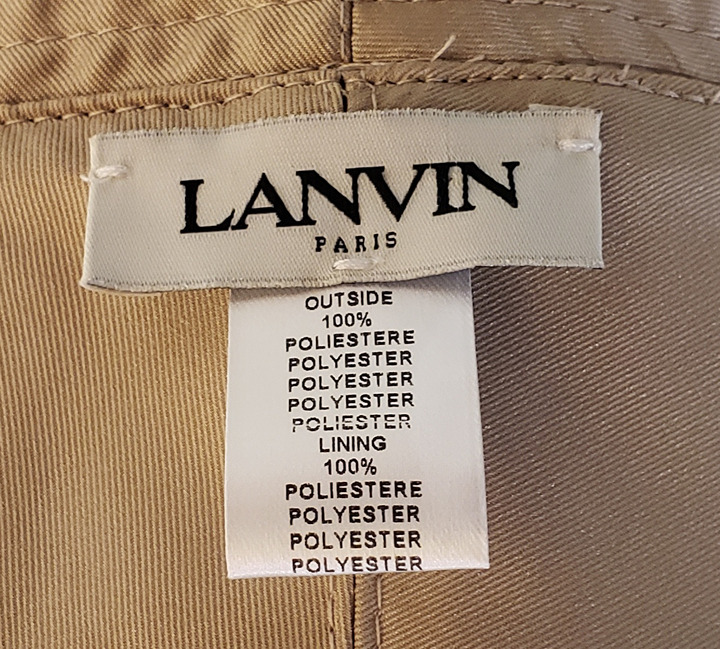 LANVIN
PARIS
OUTSIDE
100%
POLIESTERE
POLYESTER
POLYESTER
POLYESTER
POLIESTER
LINING
100%
POLIESTERE
POLYESTER
POLYESTER
POLYESTER